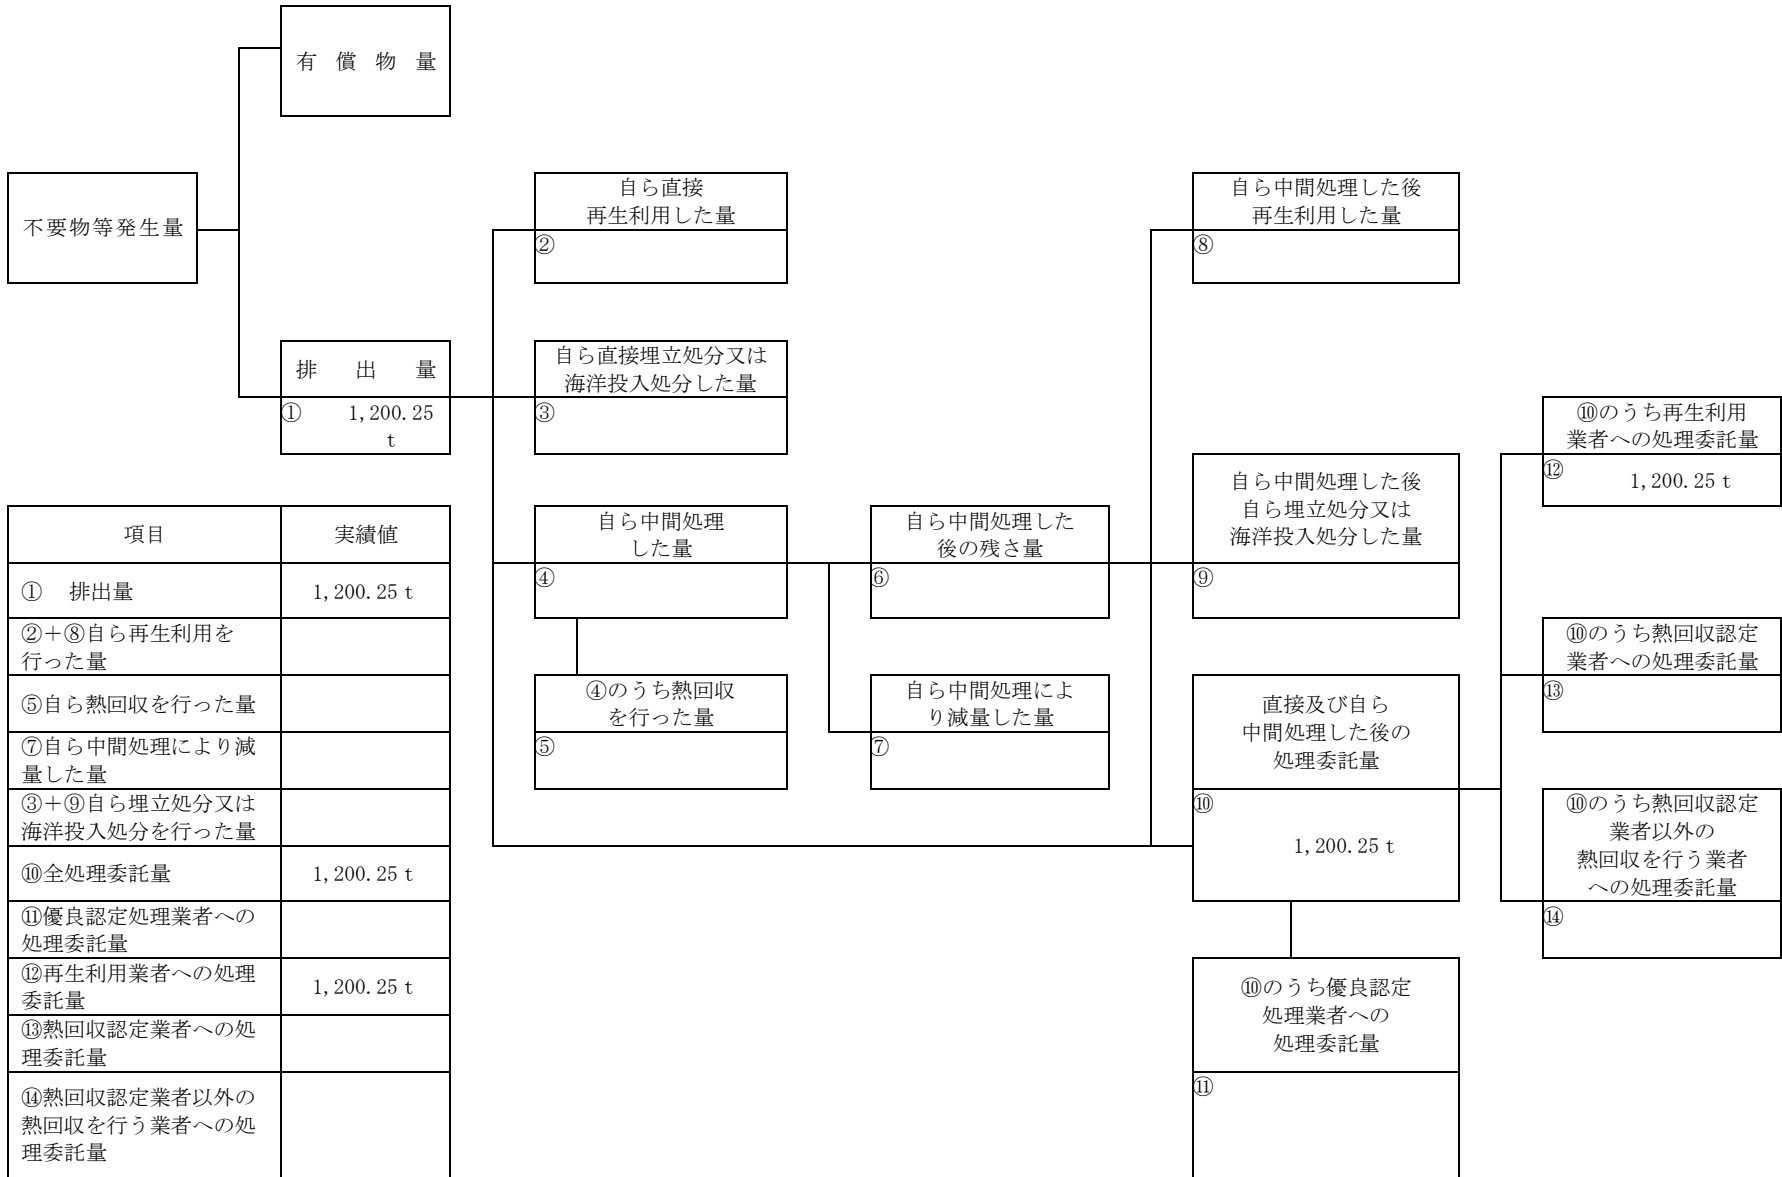 有 償 物 量
不要物等発生量
自ら直接
再生利用した量
②
自ら中間処理した後
再生利用した量
⑧
排 出 量
① 1,200.25
t
自ら直接埋立処分又は
海洋投入処分した量
③
⑩のうち再生利用
業者への処理委託量
⑫ 1,200.25 t
自ら中間処理した後
自ら埋立処分又は
海洋投入処分した量
⑨
自ら中間処理
した量
④
自ら中間処理した
後の残さ量
⑥
⑩のうち熱回収認定
業者への処理委託量
⑬
④のうち熱回収
を行った量
⑤
自ら中間処理によ
り減量した量
⑦
直接及び自ら
中間処理した後の
処理委託量
⑩
1,200.25 t
⑩のうち熱回収認定
業者以外の
熱回収を行う業者
への処理委託量
⑭
⑩のうち優良認定
処理業者への
処理委託量
⑪
項目 実績値
① 排出量 1,200.25 t
②+⑧自ら再生利用を
行った量
⑤自ら熱回収を行った量
⑦自ら中間処理により減
量した量
③+⑨自ら埋立処分又は
海洋投入処分を行った量
⑩全処理委託量 1,200.25 t
⑪優良認定処理業者への
処理委託量
⑫再生利用業者への処理
委託量 1,200.25 t
⑬熱回収認定業者への処
理委託量
⑭熱回収認定業者以外の
熱回収を行う業者への処
理委託量